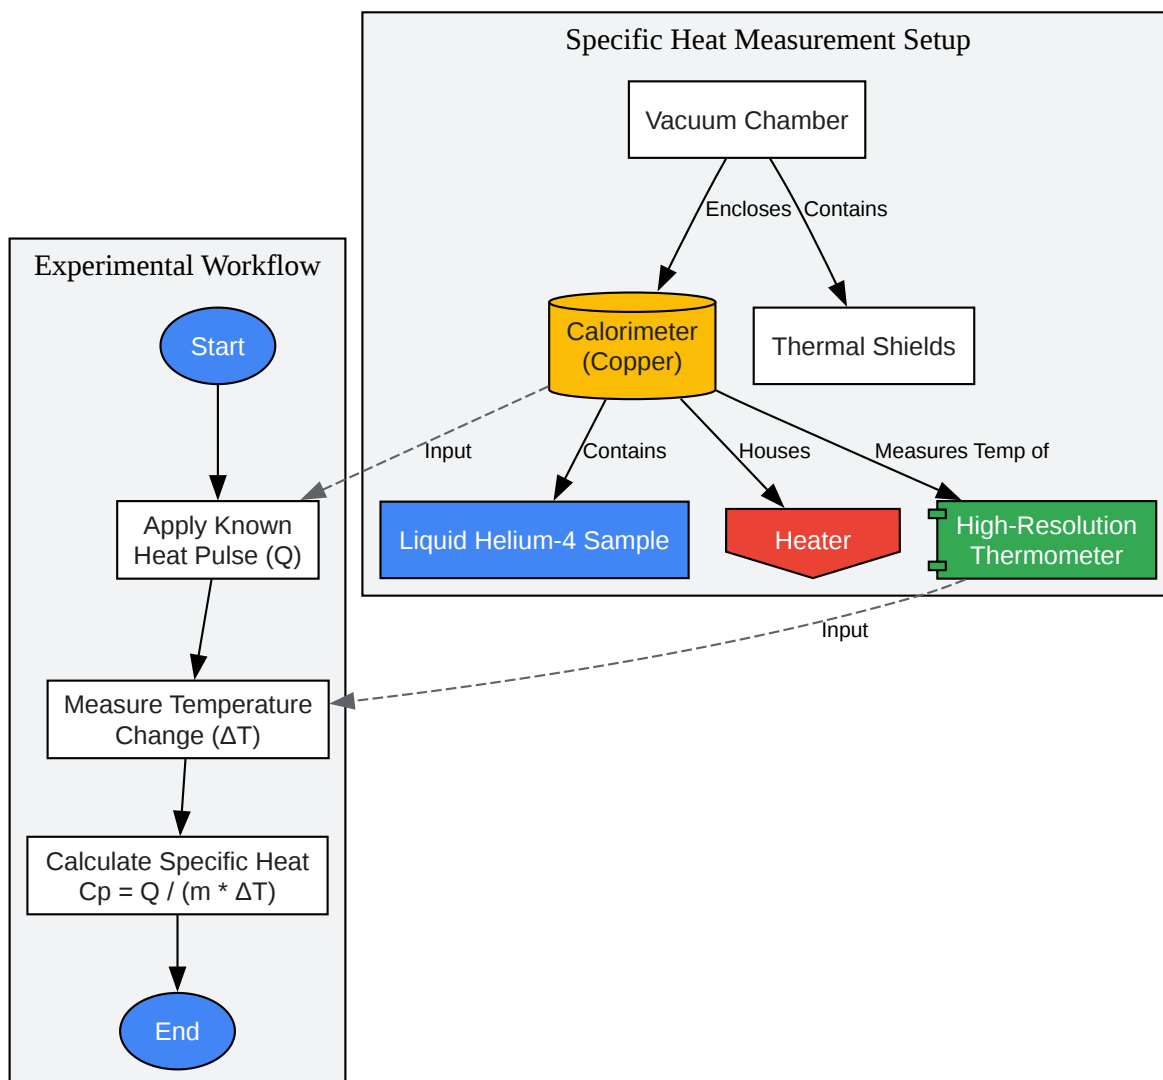 Specific Heat Measurement Setup
Vacuum Chamber
Encloses
Contains
Experimental Workflow
Start
Calorimeter
(Copper)
Thermal Shields
Input
Contains
Houses
Measures Temp of
Apply Known
Heat Pulse (Q)
Liquid Helium-4 Sample
Heater
High-Resolution
Thermometer
Input
Measure Temperature
Change (ΔT)
Calculate Specific Heat
Cp = Q / (m * ΔT)
End